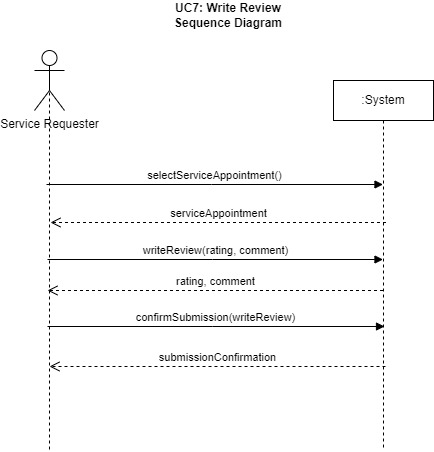 UC7: Write Review
Sequence Diagram
:System
Service Requester
selectServiceAppointment()
serviceAppointment
writeReview(rating, comment)
rating, comment
confirmSubmission(writeReview)
submissionConfirmation